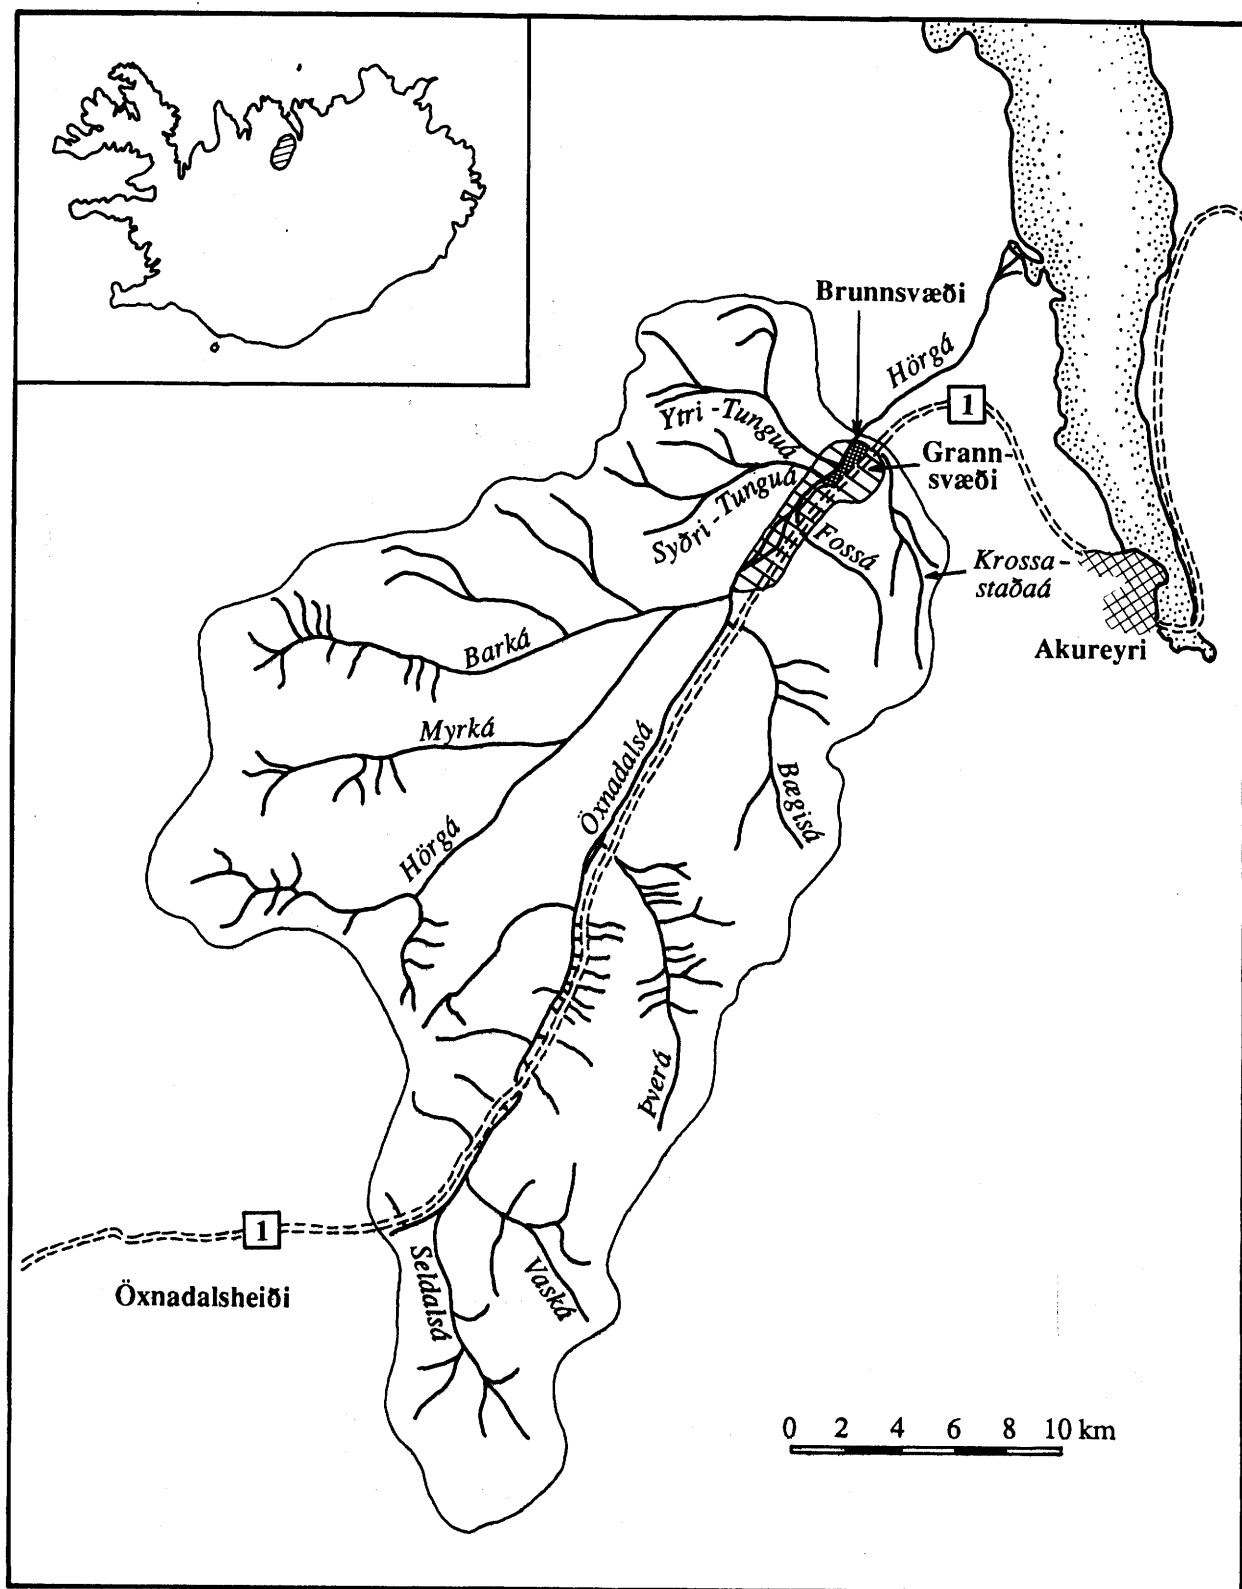 Brunnsvæði
Hörgá
1
Ytri - Tunguá
Grann-
svæði
Syðri - Tunguá
Fossá
Krossa-
staðaá
Akureyri
Barká
Myrká
Öxnadalsá
Bægisá
Hörgá
Þverá
1
Öxnadalsheiði
Seldalsá
Vaská
0 2 4 6 8 10 km